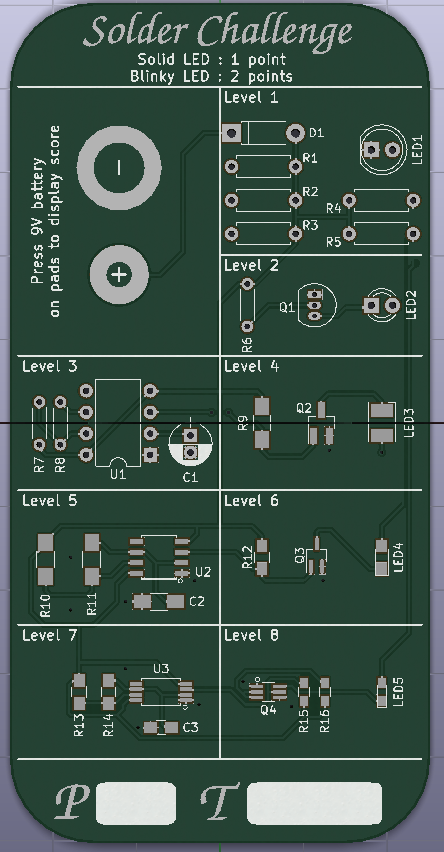 Solder Challenge
Solid LED : 1 point
Blinky LED : 2 points
Press 9V battery
on pads to display score
Level 1
D1
R1
R2
R3
R4
R5
LED1
Level 2
R6
Q1
LED2
Level 3
R7
R8
U1
C1
Level 4
R9
Q2
LED3
Level 5
R10
R11
U2
C2
Level 6
R12
Q3
LED4
Level 7
R13
R14
U3
C3
Level 8
Q4
R15
R16
LED5
P
T